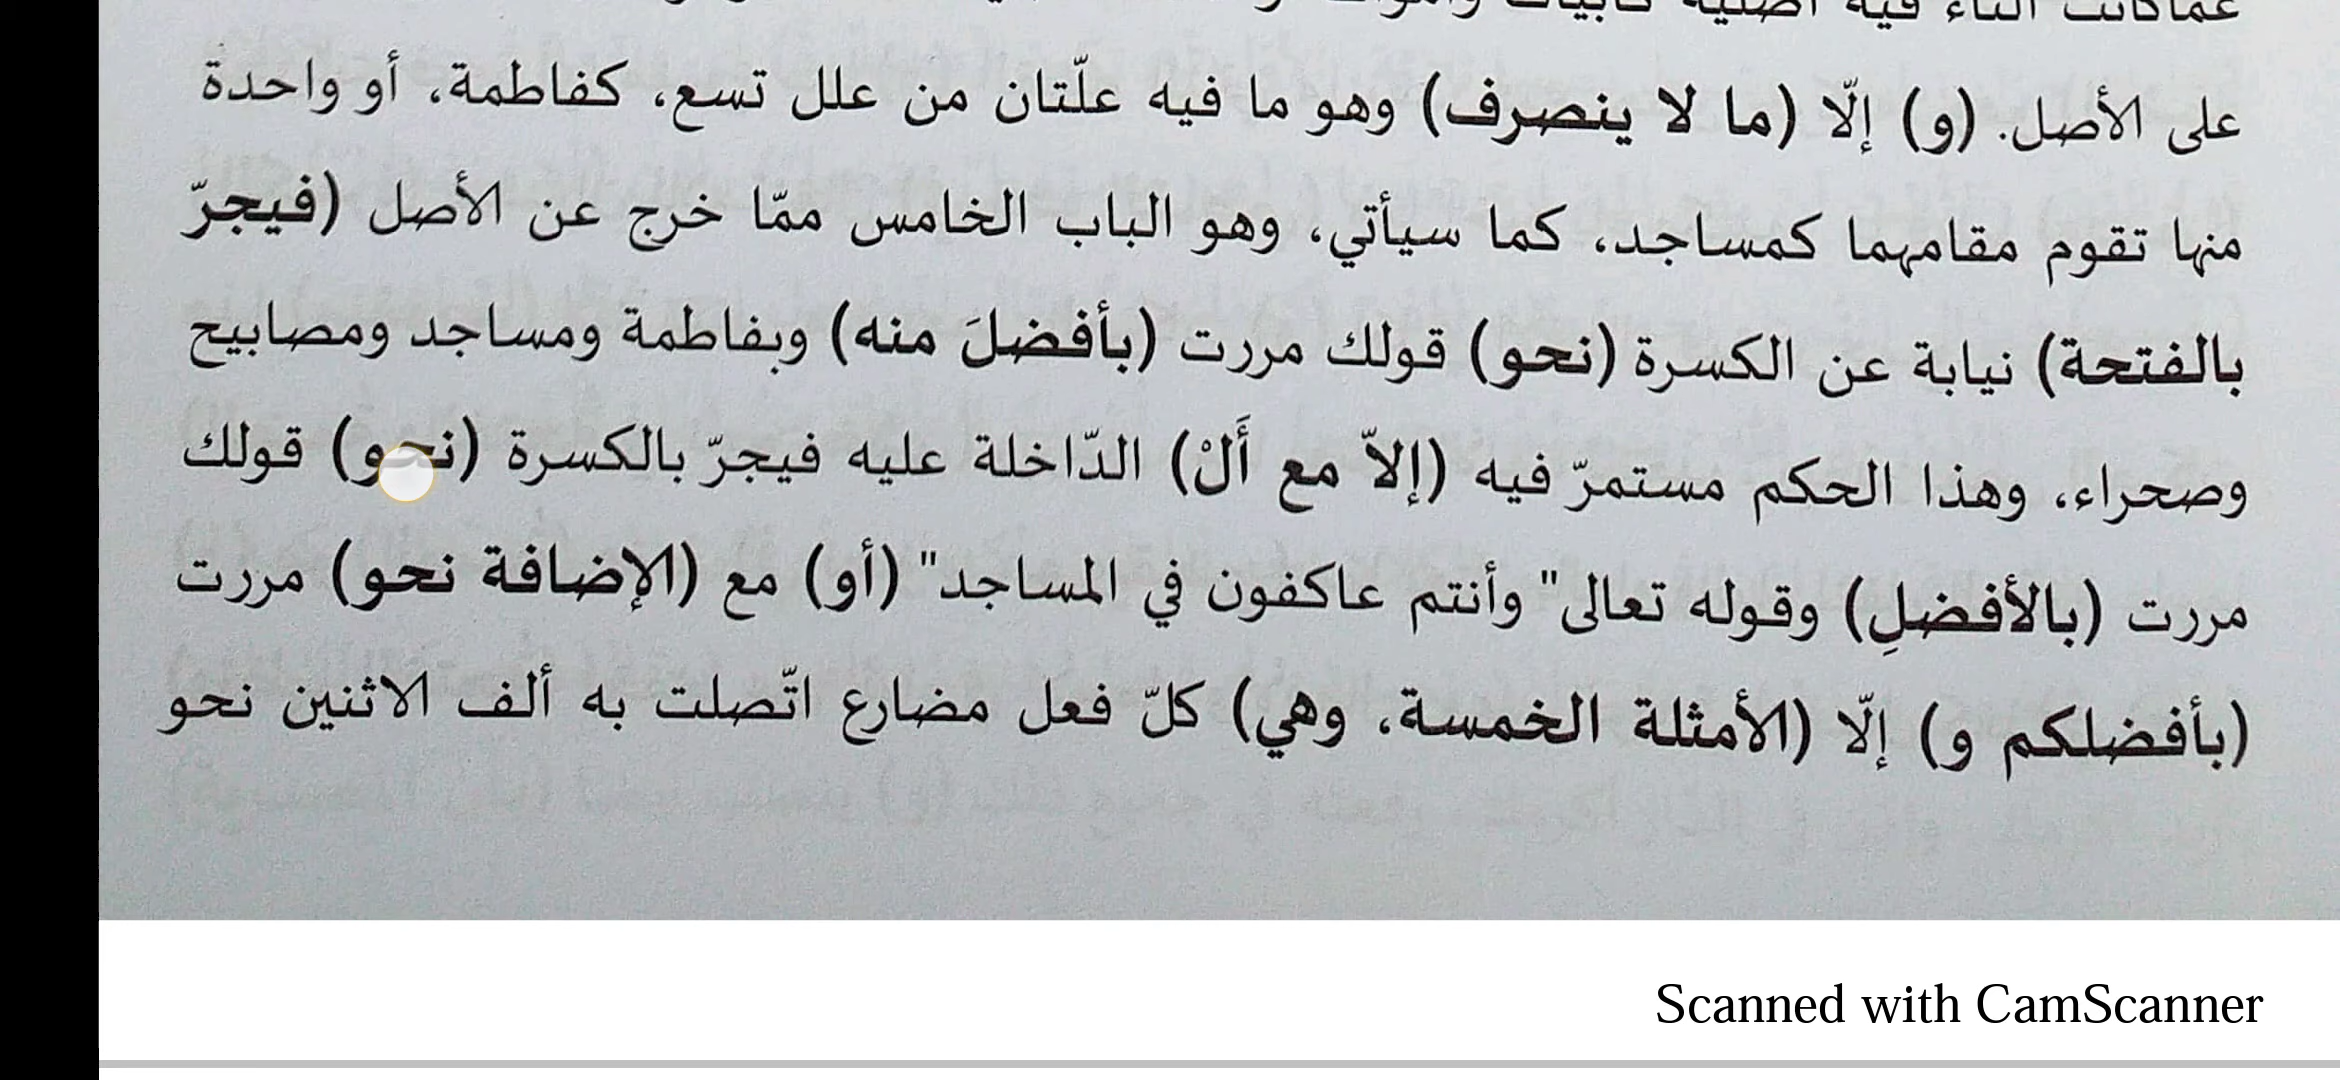 على الأصل. (و) إلّا (ما لا ينصرف) وهو ما فيه علّتان من علل تسع، كفاطمة، أو واحدة
منها تقوم مقامهما كمساجد، كما سيأتي، وهو الباب الخامس ممّا خرج عن الأصل (فيجرّ
بالفتحة) نيابة عن الكسرة (نحو) قولك مررت (بأفضلَ منه) وبفاطمة ومساجد ومصابيح
وصحراء، وهذا الحكم مستمرّ فيه (إلاّ مع أَلْ) الدّاخلة عليه فيجرّ بالكسرة (نحو) قولك
مررت (بالأفضلِ) وقوله تعالى" وأنتم عاكفون في المساجد" (أو) مع (الإضافة نحو) مررت
(بأفضلكم و) إلّا (الأمثلة الخمسة، وهي) كلّ فعل مضارع اتّصلت به ألف الاثنين نحو
Scanned with CamScanner